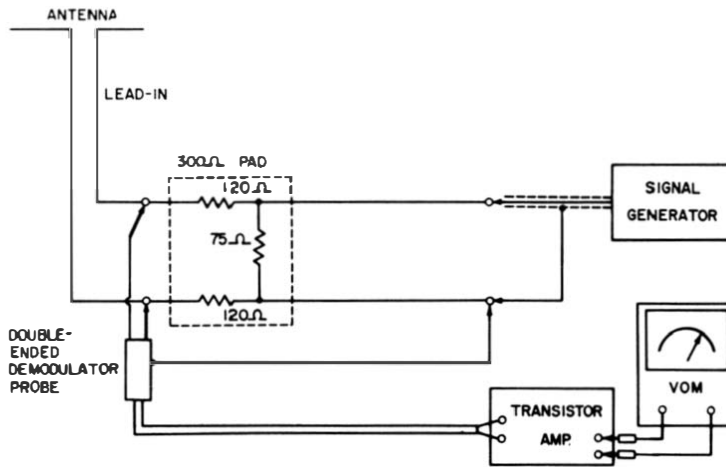 ANTENNA
LEAD-IN
300Ω PAD
120Ω
75Ω
120Ω
SIGNAL
GENERATOR
DOUBLE-
ENDED
DEMODULATOR
PROBE
VOM
TRANSISTOR
AMP.